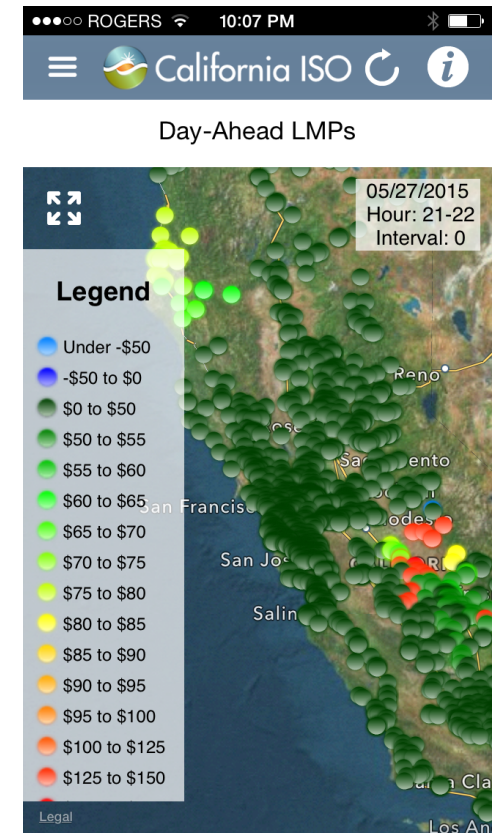 ROGERS 10:07 PM
California ISO i
Day-Ahead LMPs
05/27/2015
Hour: 21-22
Interval: 0
Legend
Under -$50
-$50 to $0
$0 to $50
$50 to $55
$55 to $60
$60 to $65
$65 to $70
$70 to $75
$75 to $80
$80 to $85
$85 to $90
$90 to $95
$95 to $100
$100 to $125
$125 to $150
Reno
San Francisc
San Jos
Salin
Los An
Legal